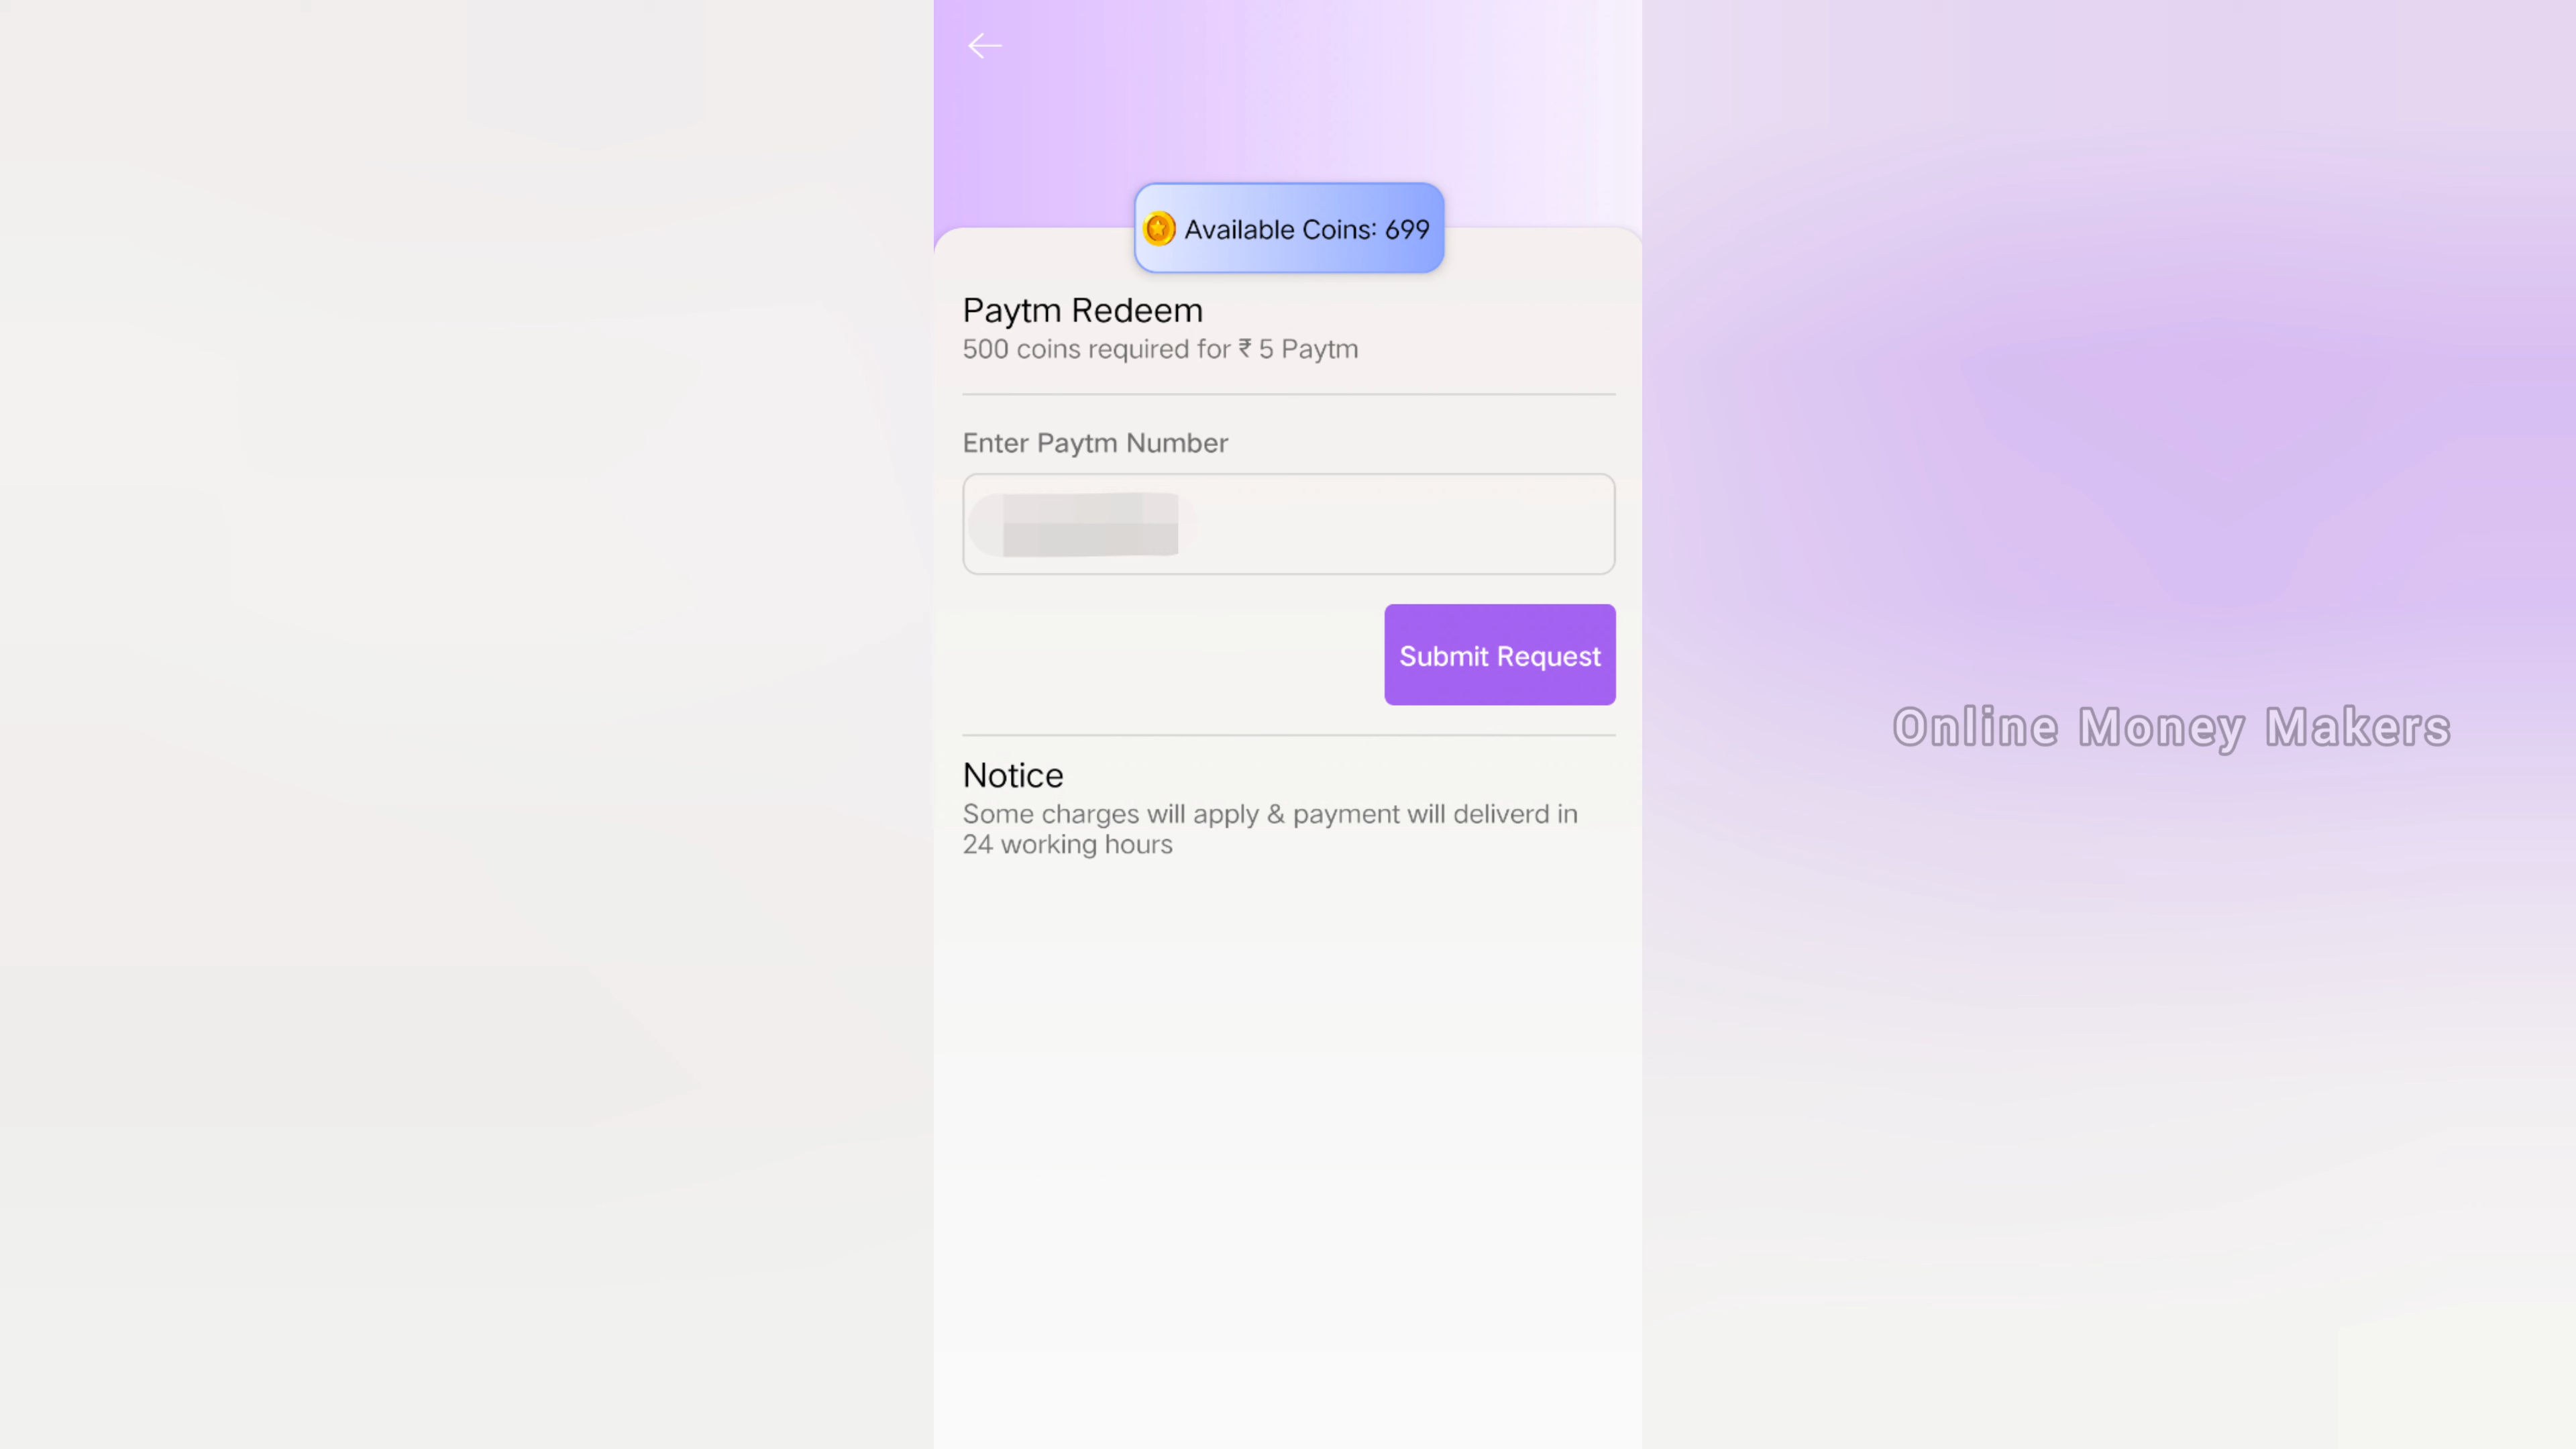 Available Coins: 699
Paytm Redeem
500 coins required for ₹ 5 Paytm
Enter Paytm Number
Submit Request
Online Money Makers
Notice
Some charges will apply & payment will deliverd in
24 working hours